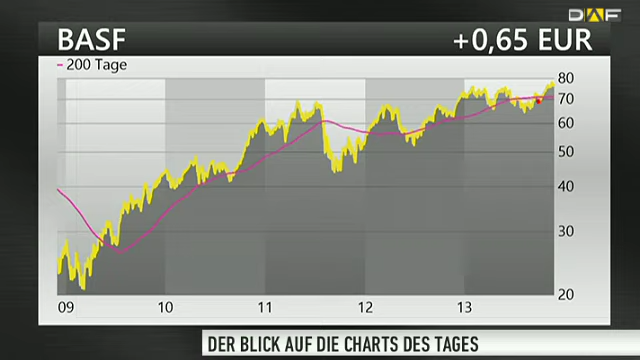 DAF
BASF +0,65 EUR
200 Tage
80
70
60
50
40
30
20
09 10 11 12 13
DER BLICK AUF DIE CHARTS DES TAGES